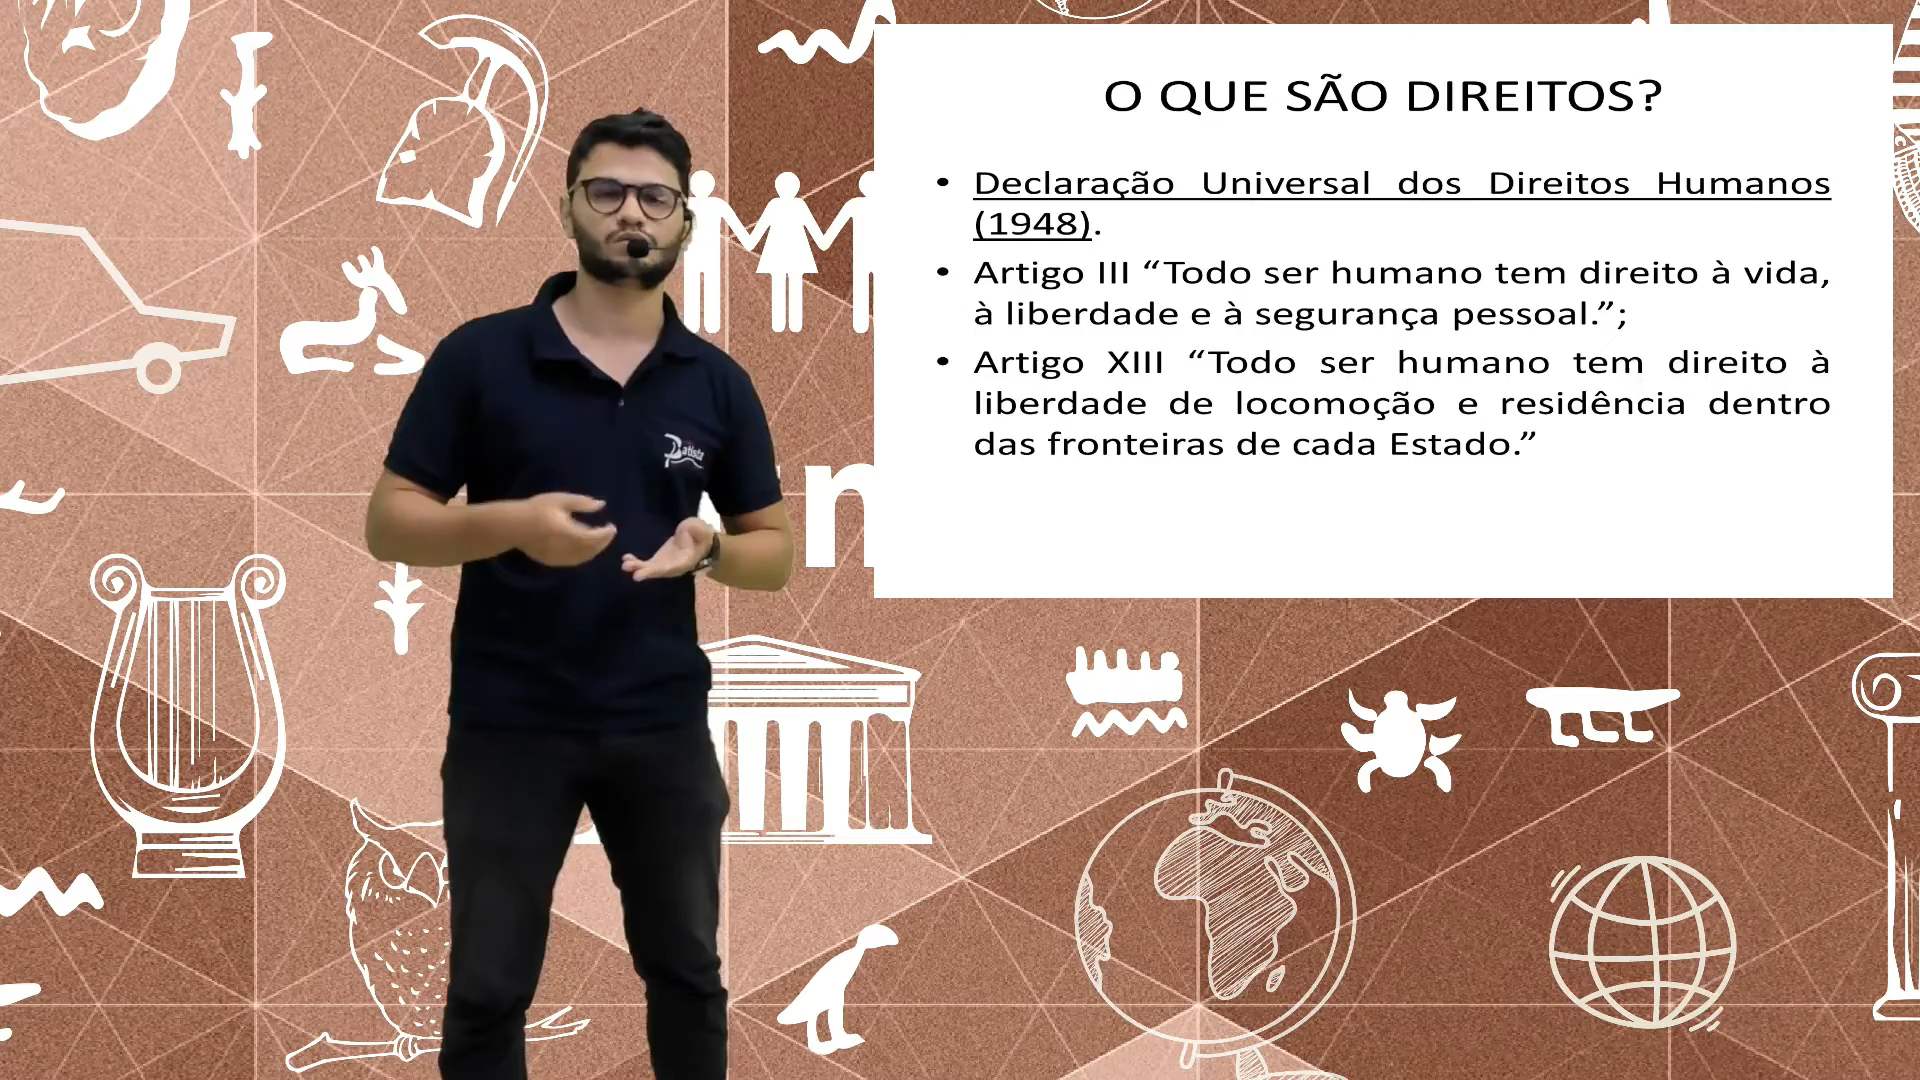 O QUE SÃO DIREITOS?
• Declaração Universal dos Direitos Humanos
(1948).
• Artigo III “Todo ser humano tem direito à vida,
à liberdade e à segurança pessoal.”;
• Artigo XIII “Todo ser humano tem direito à
liberdade de locomoção e residência dentro
das fronteiras de cada Estado.”
Batista
n